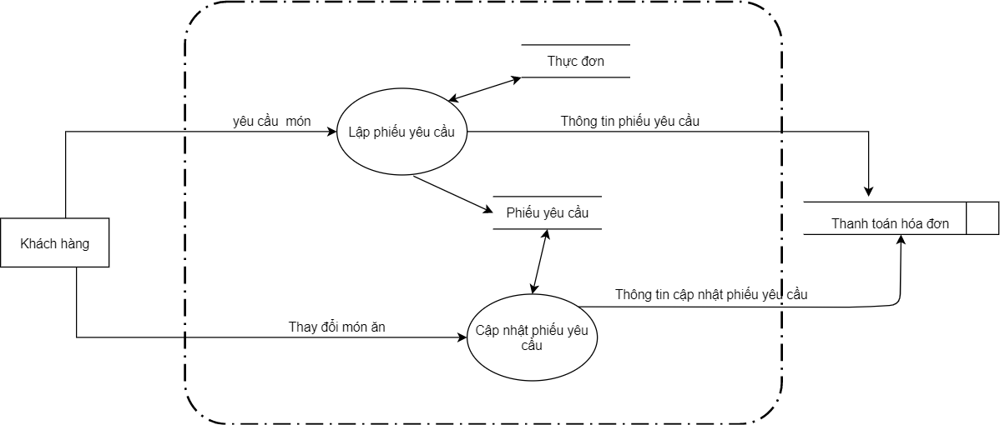 Thực đơn
yêu cầu  món
Thông tin phiếu yêu cầu
Lập phiếu yêu cầu
Phiếu yêu cầu
Thanh toán hóa đơn
Khách hàng
Thông tin cập nhật phiếu yêu cầu
Thay đổi món ăn
Cập nhật phiếu yêu
cầu